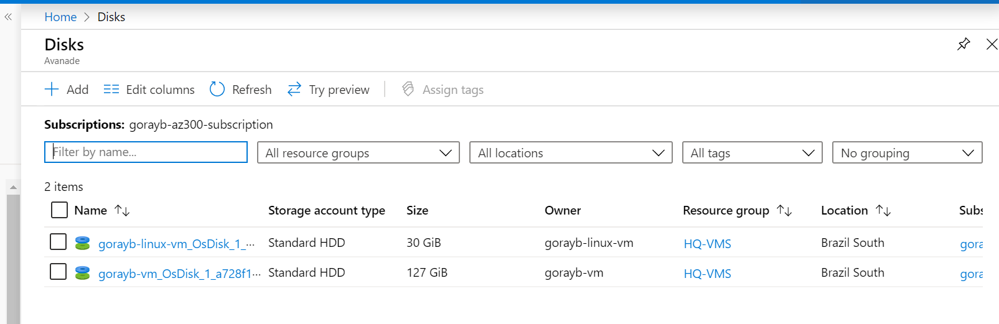 Home > Disks
Disks
Avanade
Add Edit columns Refresh Try preview Assign tags
Subscriptions: gorayb-az300-subscription
Filter by name... All resource groups All locations All tags No grouping
2 items
Name Storage account type Size Owner Resource group Location Subs
gorayb-linux-vm_OsDisk_1_... Standard HDD 30 GiB gorayb-linux-vm HQ-VMS Brazil South gora
gorayb-vm_OsDisk_1_a728f1... Standard HDD 127 GiB gorayb-vm HQ-VMS Brazil South gora